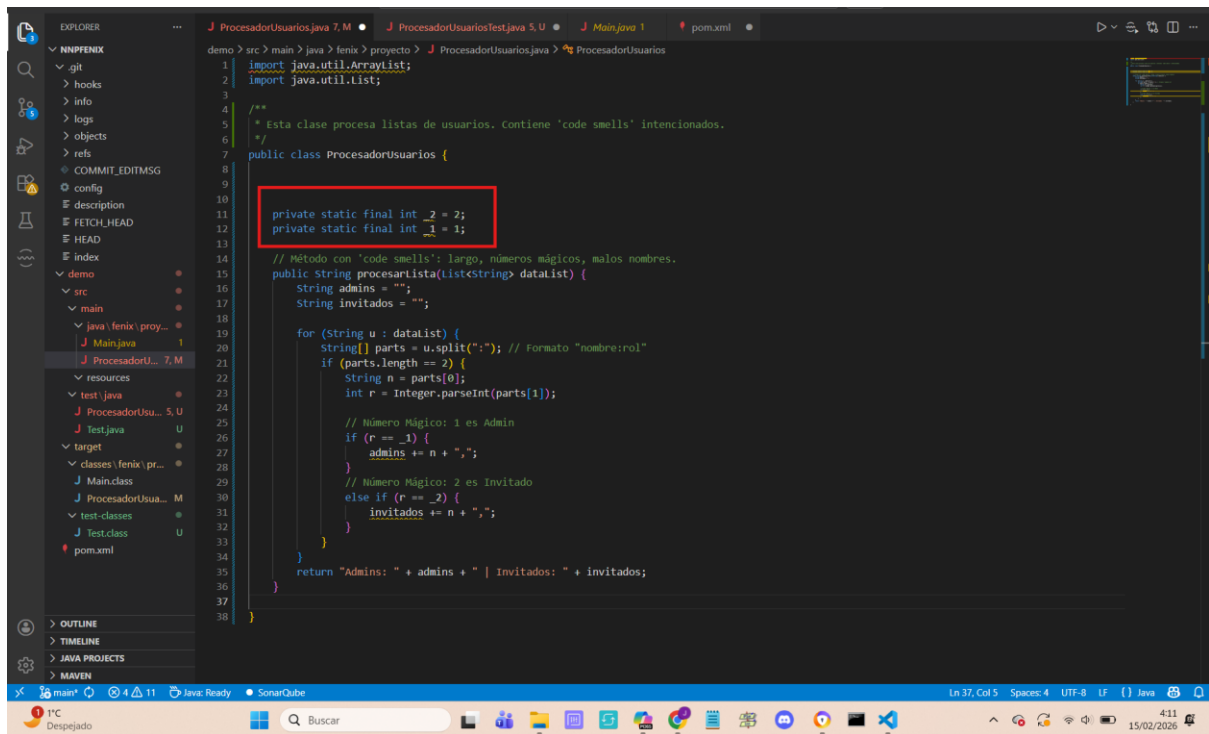 EXPLORER ...
NNPFENIX
.git
hooks
info
logs
objects
refs
COMMIT_EDITMSG
config
description
FETCH_HEAD
HEAD
index
demo
src
main
java \ fenix \ proy...
Main.java 1
ProcesadorU... 7, M
resources
test \ java
ProcesadorUsu... 5, U
Test.java U
target
classes \ fenix \ pr...
Main.class
ProcesadorUsua... M
test-classes
Test.class U
pom.xml
OUTLINE
TIMELINE
JAVA PROJECTS
MAVEN
ProcesadorUsuarios.java 7, M ProcesadorUsuariosTest.java 5, U Main.java 1 pom.xml
demo > src > main > java > fenix > proyecto > ProcesadorUsuarios.java > ProcesadorUsuarios
1 import java.util.ArrayList;
2 import java.util.List;
3
4 /**
5 * Esta clase procesa listas de usuarios. Contiene 'code smells' intencionados.
6 */
7 public class ProcesadorUsuarios {
8
9
10
11 private static final int _2 = 2;
12 private static final int _1 = 1;
13
14 // Método con 'code smells': largo, números mágicos, malos nombres.
15 public String procesarLista(List<String> dataList) {
16 String admins = "";
17 String invitados = "";
18
19 for (String u : dataList) {
20 String[] parts = u.split(":"); // Formato "nombre:rol"
21 if (parts.length == 2) {
22 String n = parts[0];
23 int r = Integer.parseInt(parts[1]);
24
25 // Número Mágico: 1 es Admin
26 if (r == _1) {
27 admins += n + ",";
28 }
29 // Número Mágico: 2 es Invitado
30 else if (r == _2) {
31 invitados += n + ",";
32 }
33 }
34 }
35 return "Admins: " + admins + " | Invitados: " + invitados;
36 }
37
38 }
main* 4 11 Java: Ready SonarQube Ln 37, Col 5 Spaces: 4 UTF-8 LF {} Java
1°C
Despejado
Buscar
4:11
15/02/2026